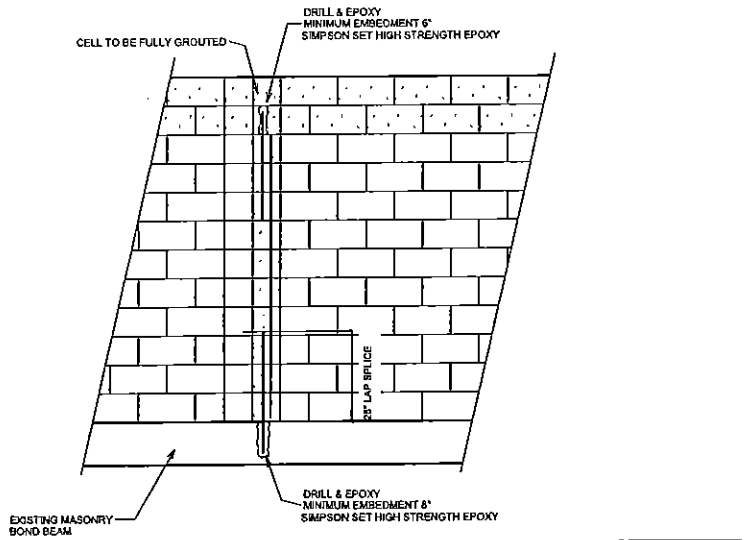 DRILL & EPOXY
MINIMUM EMBEDMENT 6"
SIMPSON SET HIGH STRENGTH EPOXY
CELL TO BE FULLY GROUTED
25" LAP SPLICE
DRILL & EPOXY
MINIMUM EMBEDMENT 8"
SIMPSON SET HIGH STRENGTH EPOXY
EXISTING MASONRY
BOND BEAM